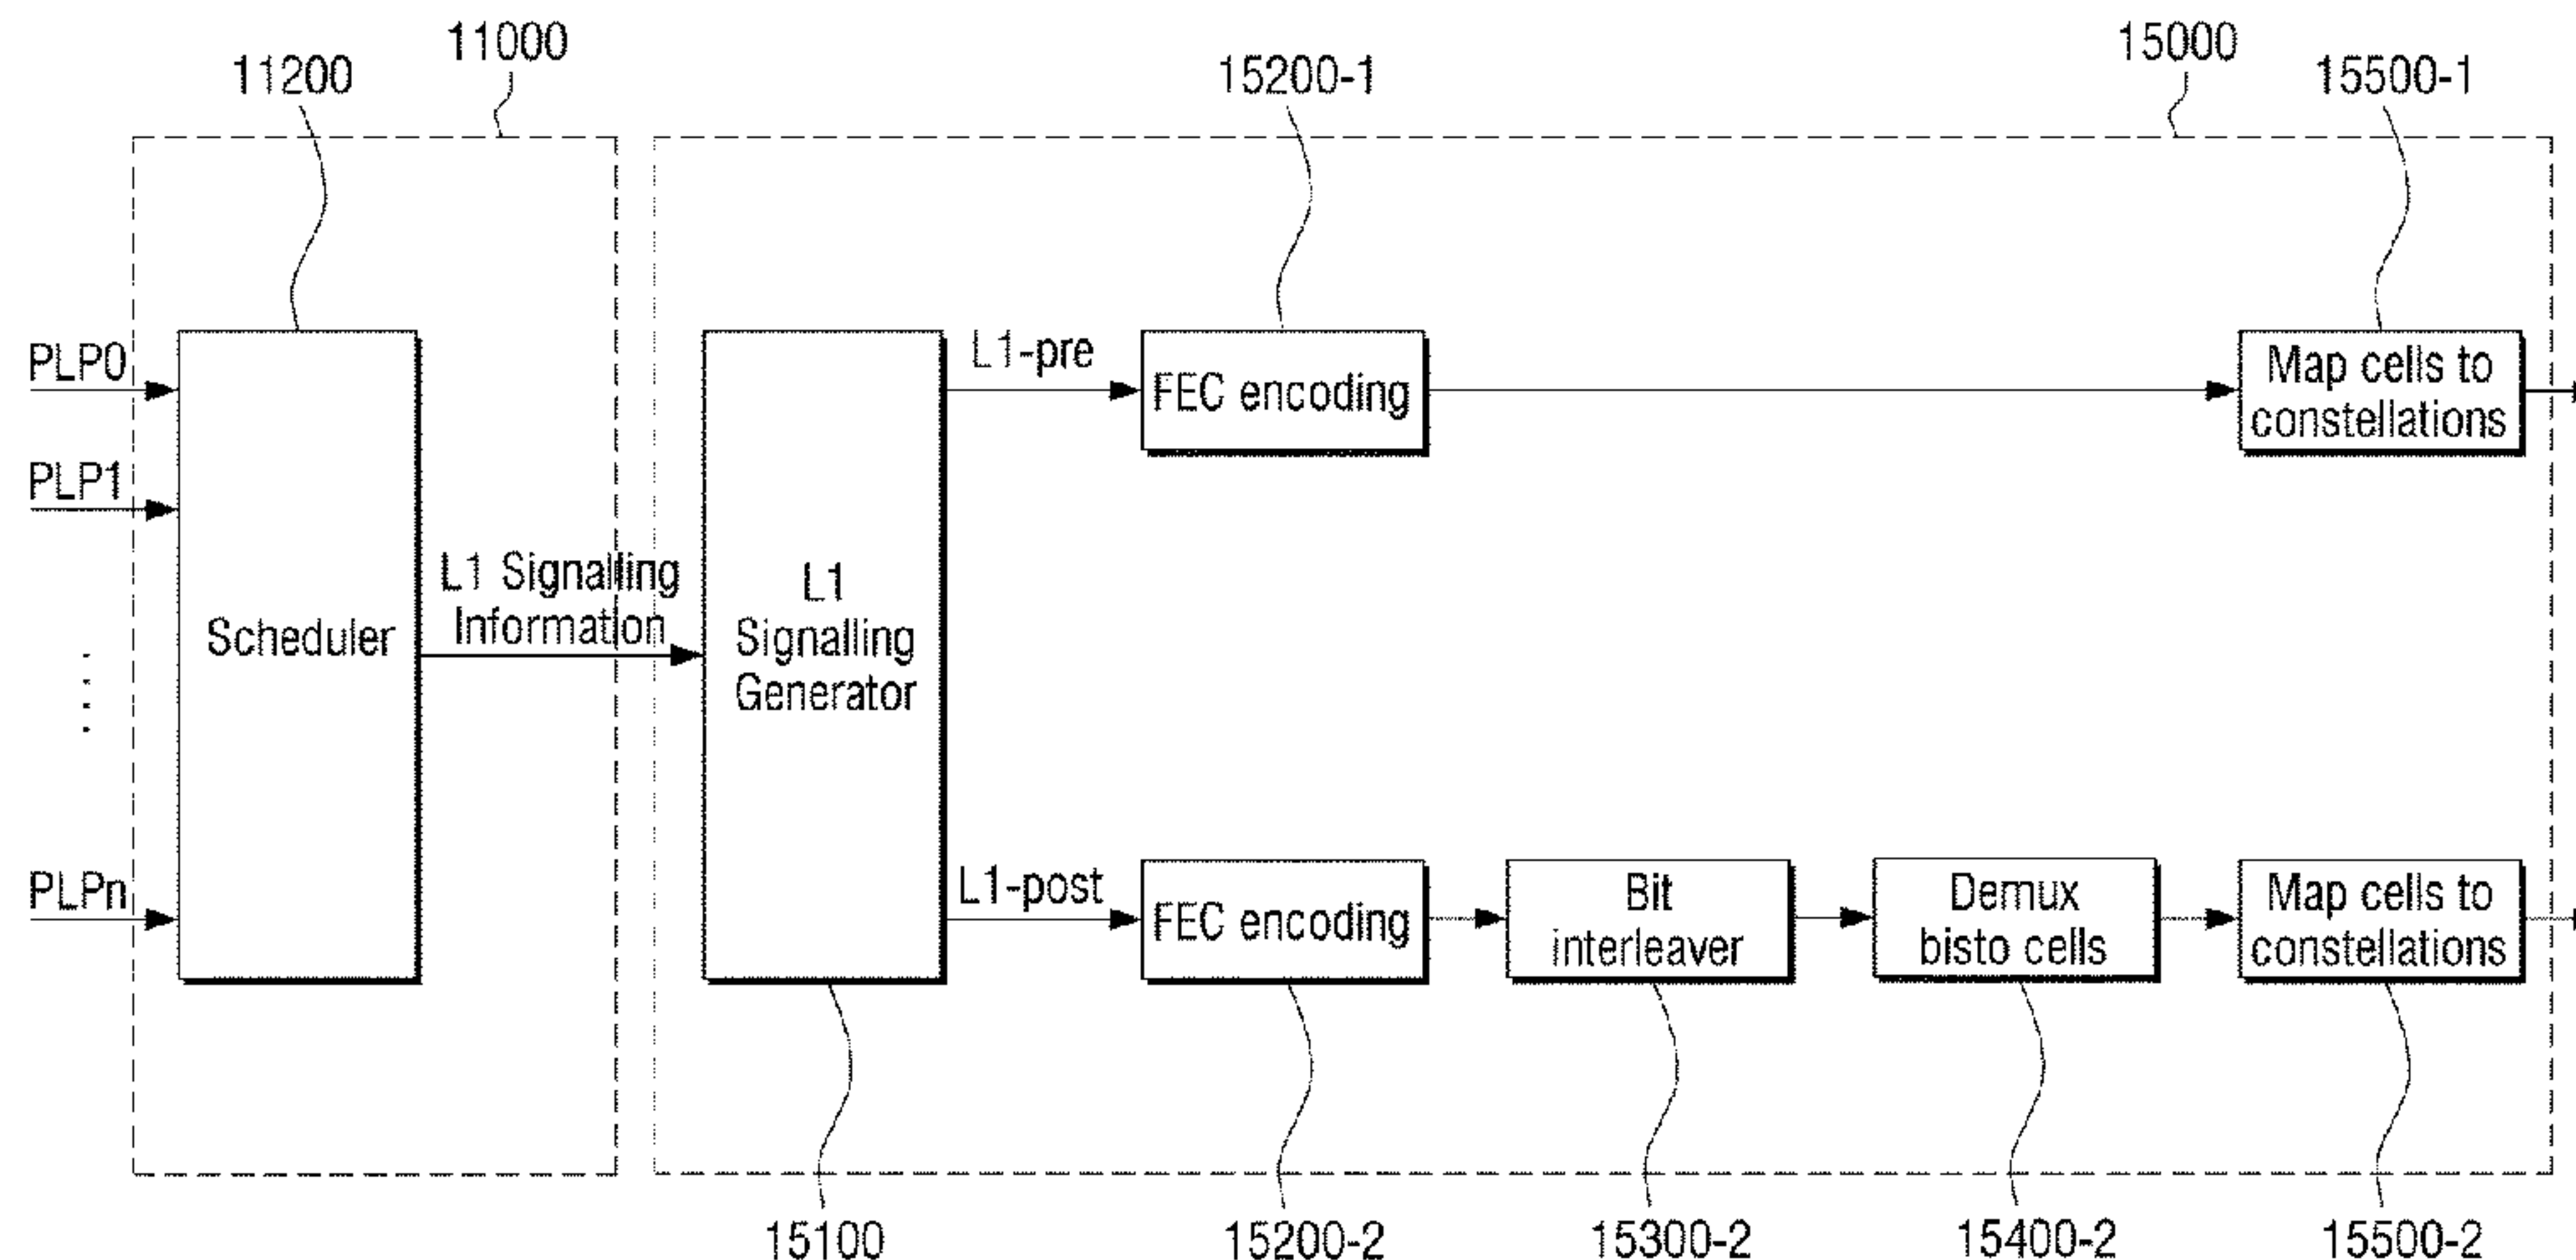 11000
15000
11200
15200-1
15500-1
PLP0
PLP1
PLPn
Scheduler
L1 Signalling
Information
L1
Signalling
Generator
L1-pre
FEC encoding
Map cells to
constellations
L1-post
FEC encoding
Bit
interleaver
Demux
bisto cells
Map cells to
constellations
15100
15200-2
15300-2
15400-2
15500-2